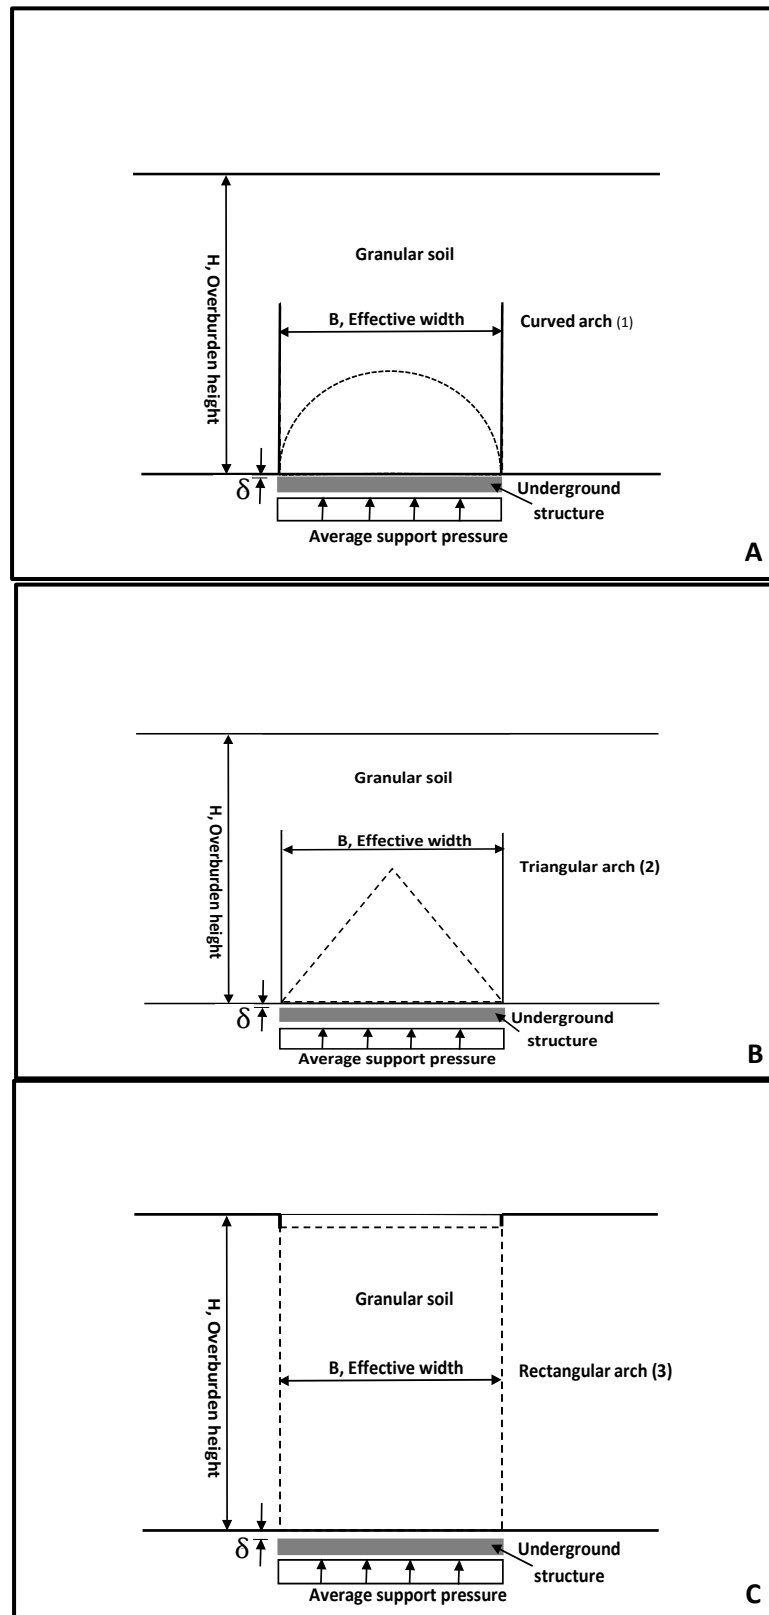 H, Overburden height
Granular soil
B, Effective width
Curved arch (1)
δ
Underground
structure
Average support pressure
A
H, Overburden height
Granular soil
B, Effective width
Triangular arch (2)
δ
Underground
structure
Average support pressure
B
H, Overburden height
Granular soil
B, Effective width
Rectangular arch (3)
δ
Underground
structure
Average support pressure
C